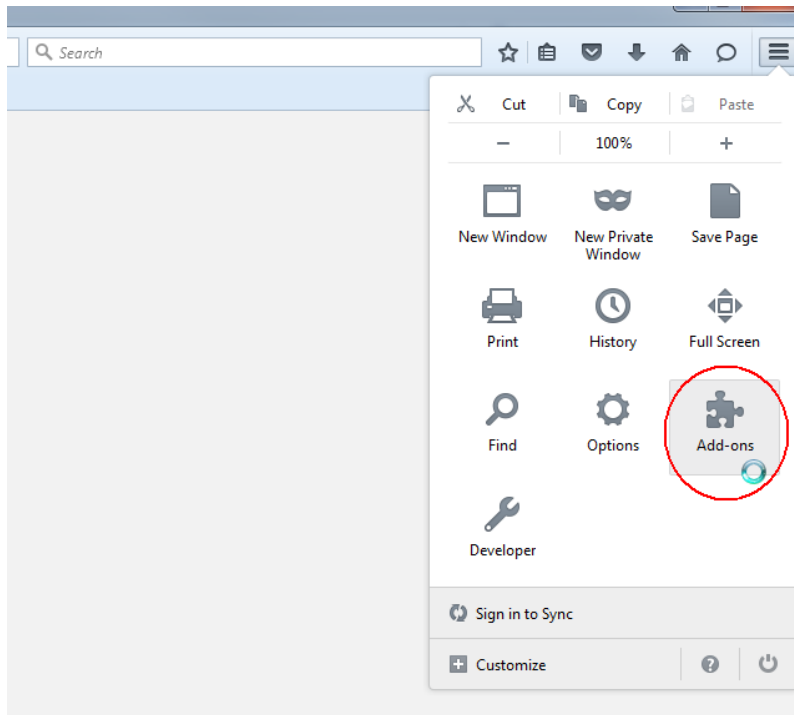 Search
Cut Copy Paste
– 100% +
New Window New Private Window Save Page
Print History Full Screen
Find Options Add-ons
Developer
Sign in to Sync
Customize